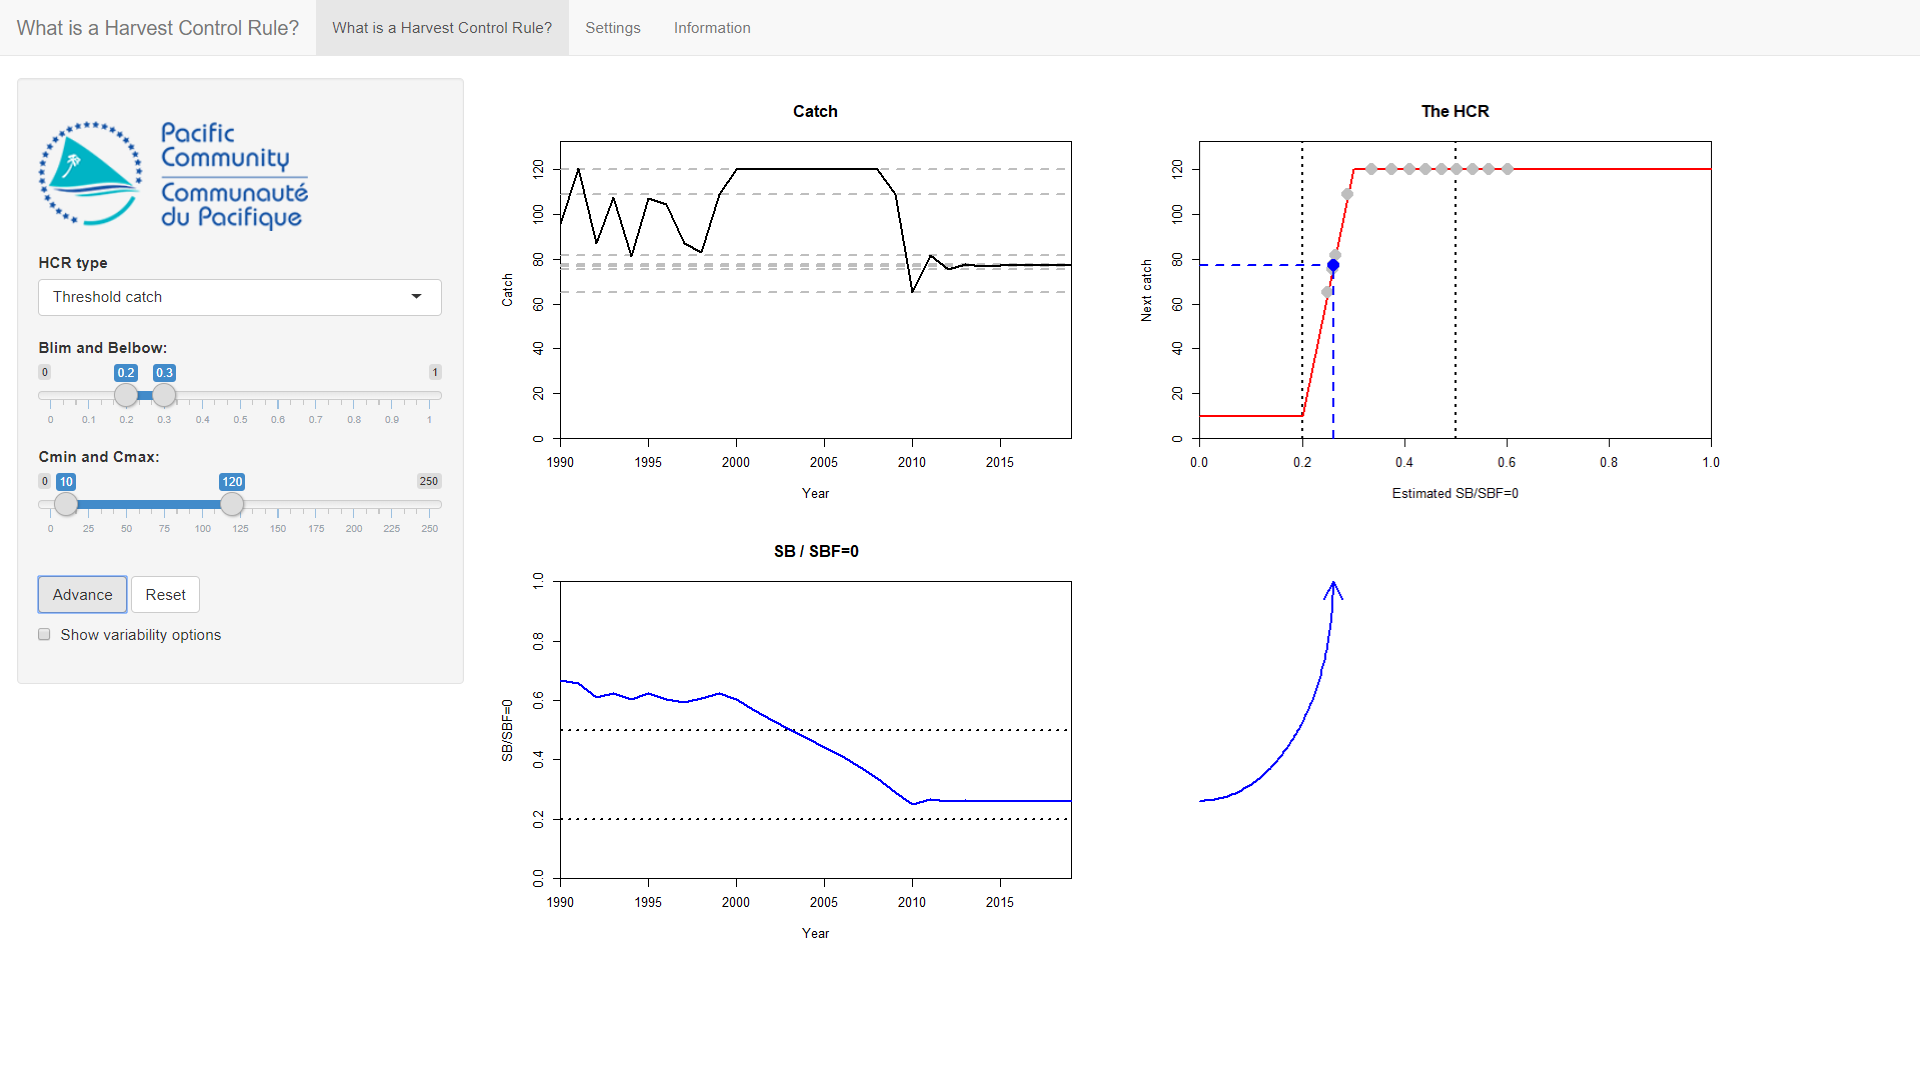 What is a Harvest Control Rule?
What is a Harvest Control Rule?
Settings
Information
Pacific
Community
Communauté
du Pacifique
HCR type
Threshold catch
Blim and Belbow:
0 0.2 0.3 1
0 0.1 0.2 0.3 0.4 0.5 0.6 0.7 0.8 0.9 1
Cmin and Cmax:
0 10 120 250
0 25 50 75 100 125 150 175 200 225 250
Advance
Reset
Show variability options
Catch
Catch
0 20 40 60 80 100 120
1990 1995 2000 2005 2010 2015
Year
The HCR
Next catch
0 20 40 60 80 100 120
0.0 0.2 0.4 0.6 0.8 1.0
Estimated SB/SBF=0
SB / SBF=0
SB/SBF=0
0.0 0.2 0.4 0.6 0.8 1.0
1990 1995 2000 2005 2010 2015
Year